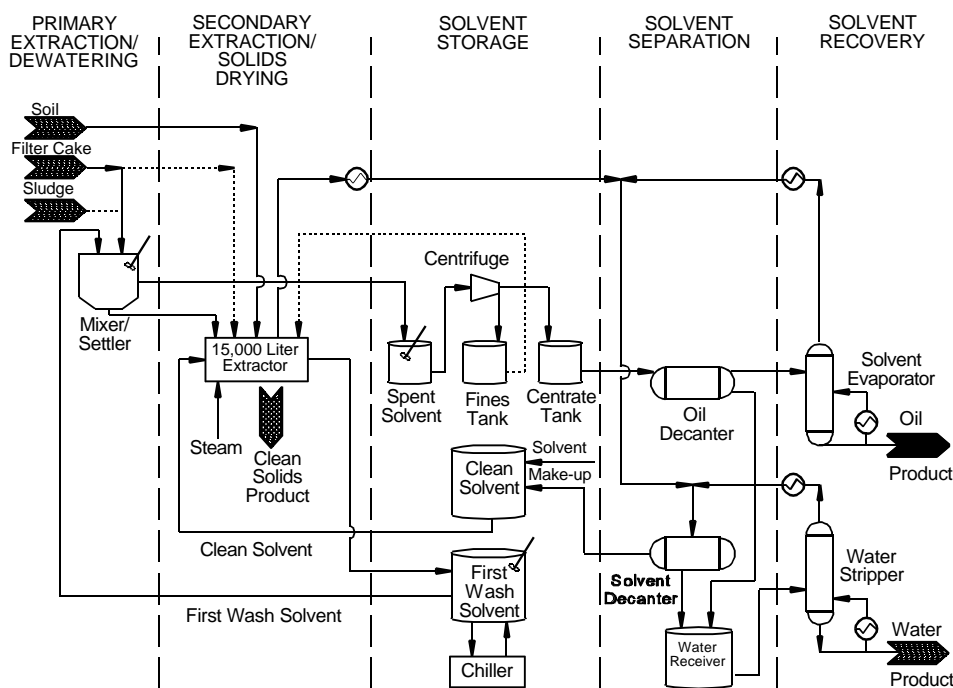 PRIMARY
EXTRACTION/
DEWATERING
SECONDARY
EXTRACTION/
SOLIDS
DRYING
SOLVENT
STORAGE
SOLVENT
SEPARATION
SOLVENT
RECOVERY
Soil
Filter Cake
Sludge
Mixer/
Settler
15,000 Liter
Extractor
Steam
Clean
Solids
Product
Centrifuge
Spent
Solvent
Fines
Tank
Centrate
Tank
Oil
Decanter
Solvent
Evaporator
Oil
Product
Clean
Solvent
Solvent
Make-up
Clean Solvent
First
Wash
Solvent
First Wash Solvent
Chiller
Solvent
Decanter
Water
Receiver
Water
Stripper
Water
Product